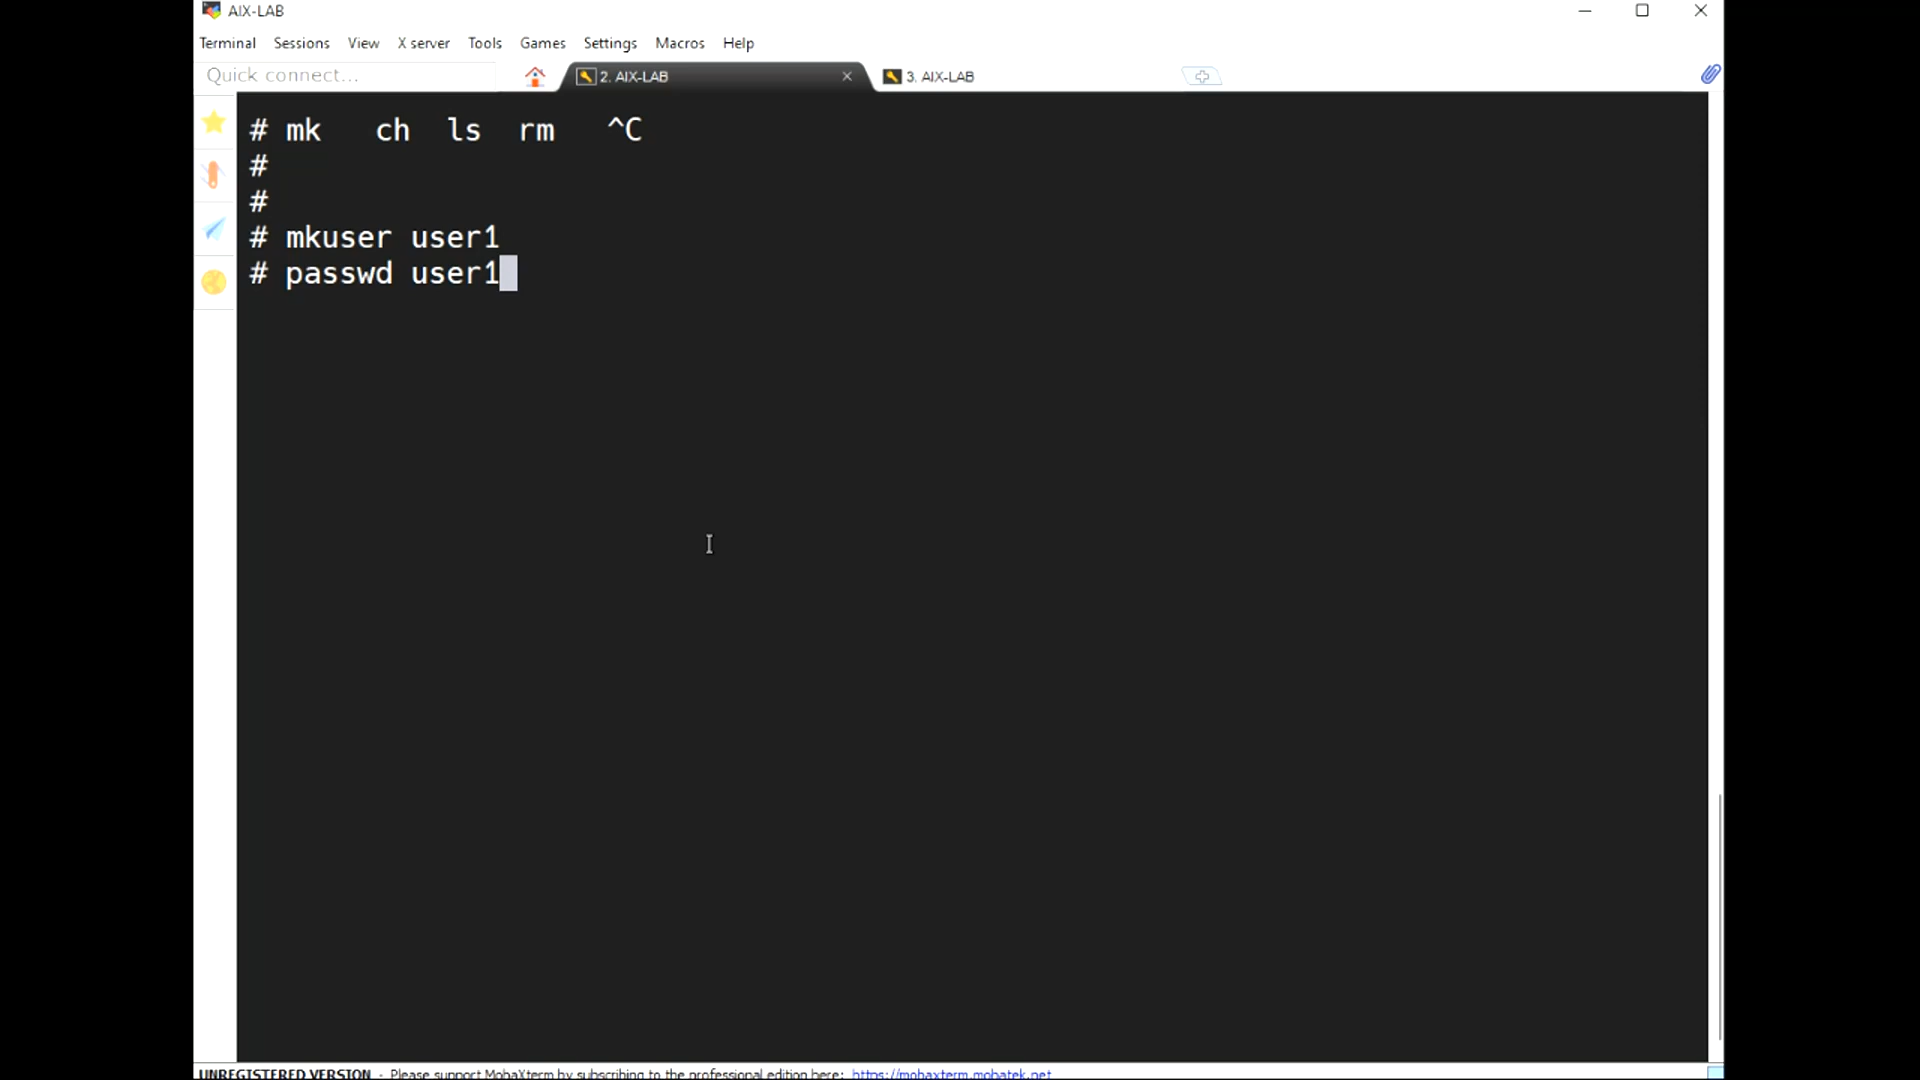 AIX-LAB
Terminal Sessions View X server Tools Games Settings Macros Help
Quick connect... 2. AIX-LAB 3. AIX-LAB
# mk ch ls rm ^C
#
#
# mkuser user1
# passwd user1
UNREGISTERED VERSION - Please support MobaXterm by subscribing to the professional edition here: https://mobaxterm.mobatek.net